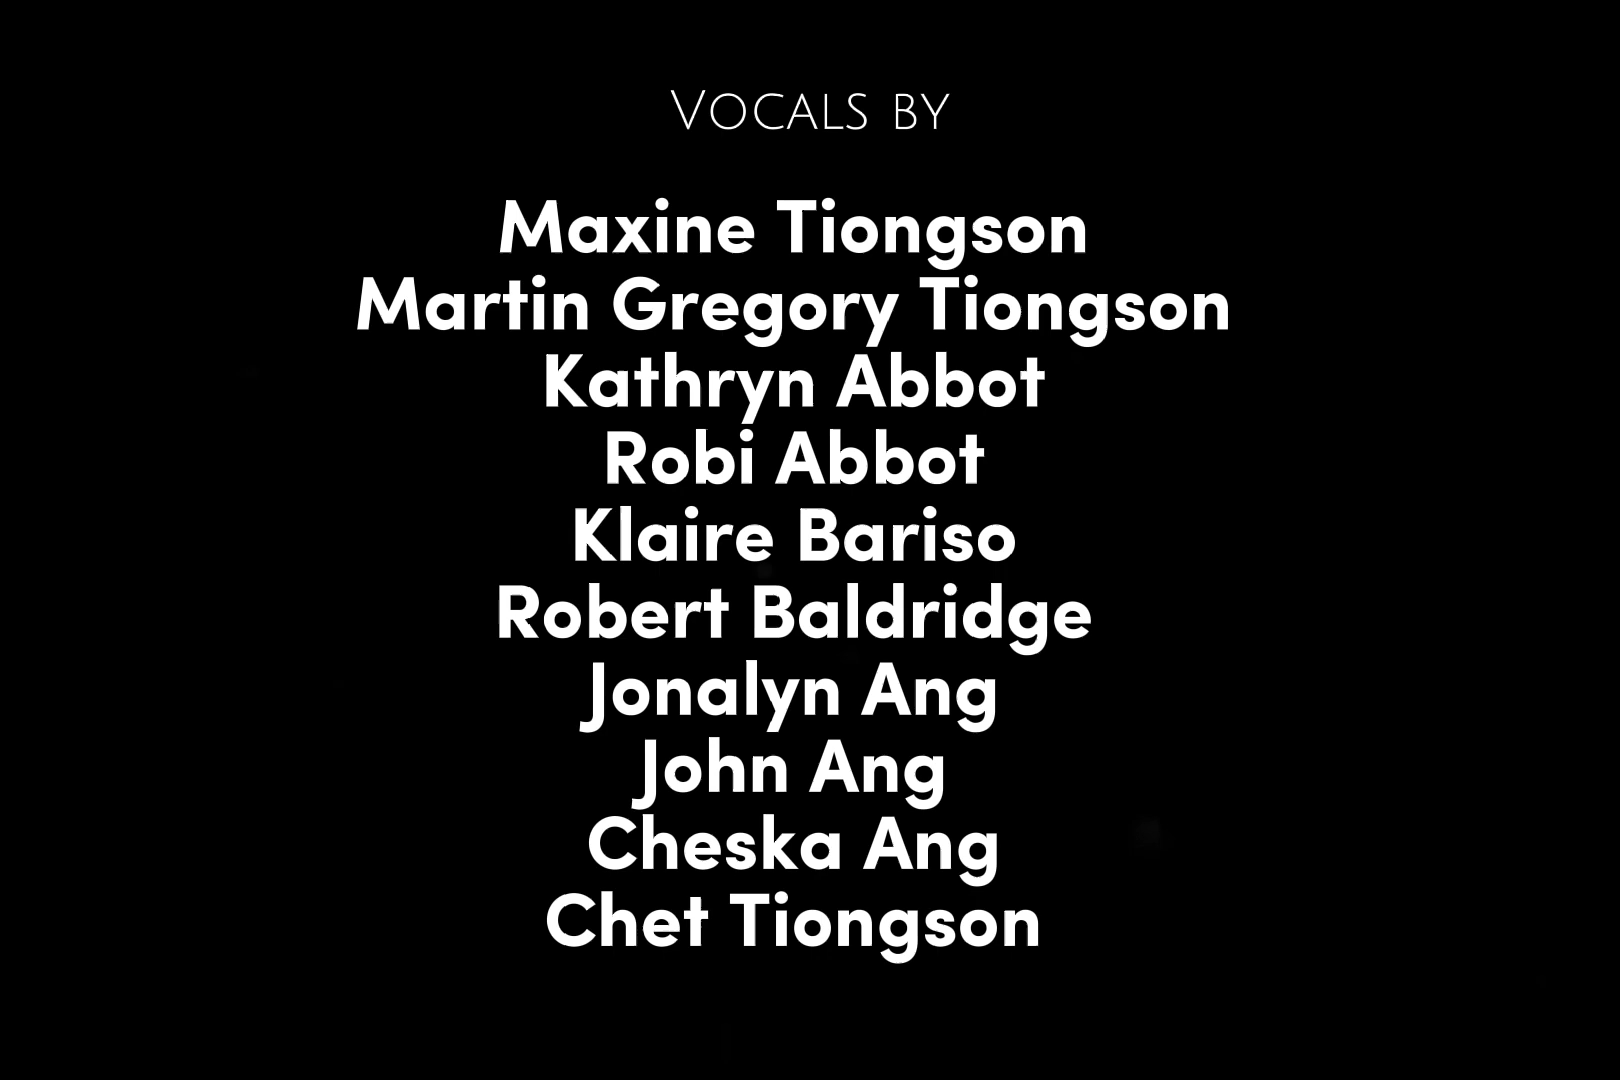 Vocals by
Maxine Tiongson
Martin Gregory Tiongson
Kathryn Abbot
Robi Abbot
Klaire Bariso
Robert Baldridge
Jonalyn Ang
John Ang
Cheska Ang
Chet Tiongson